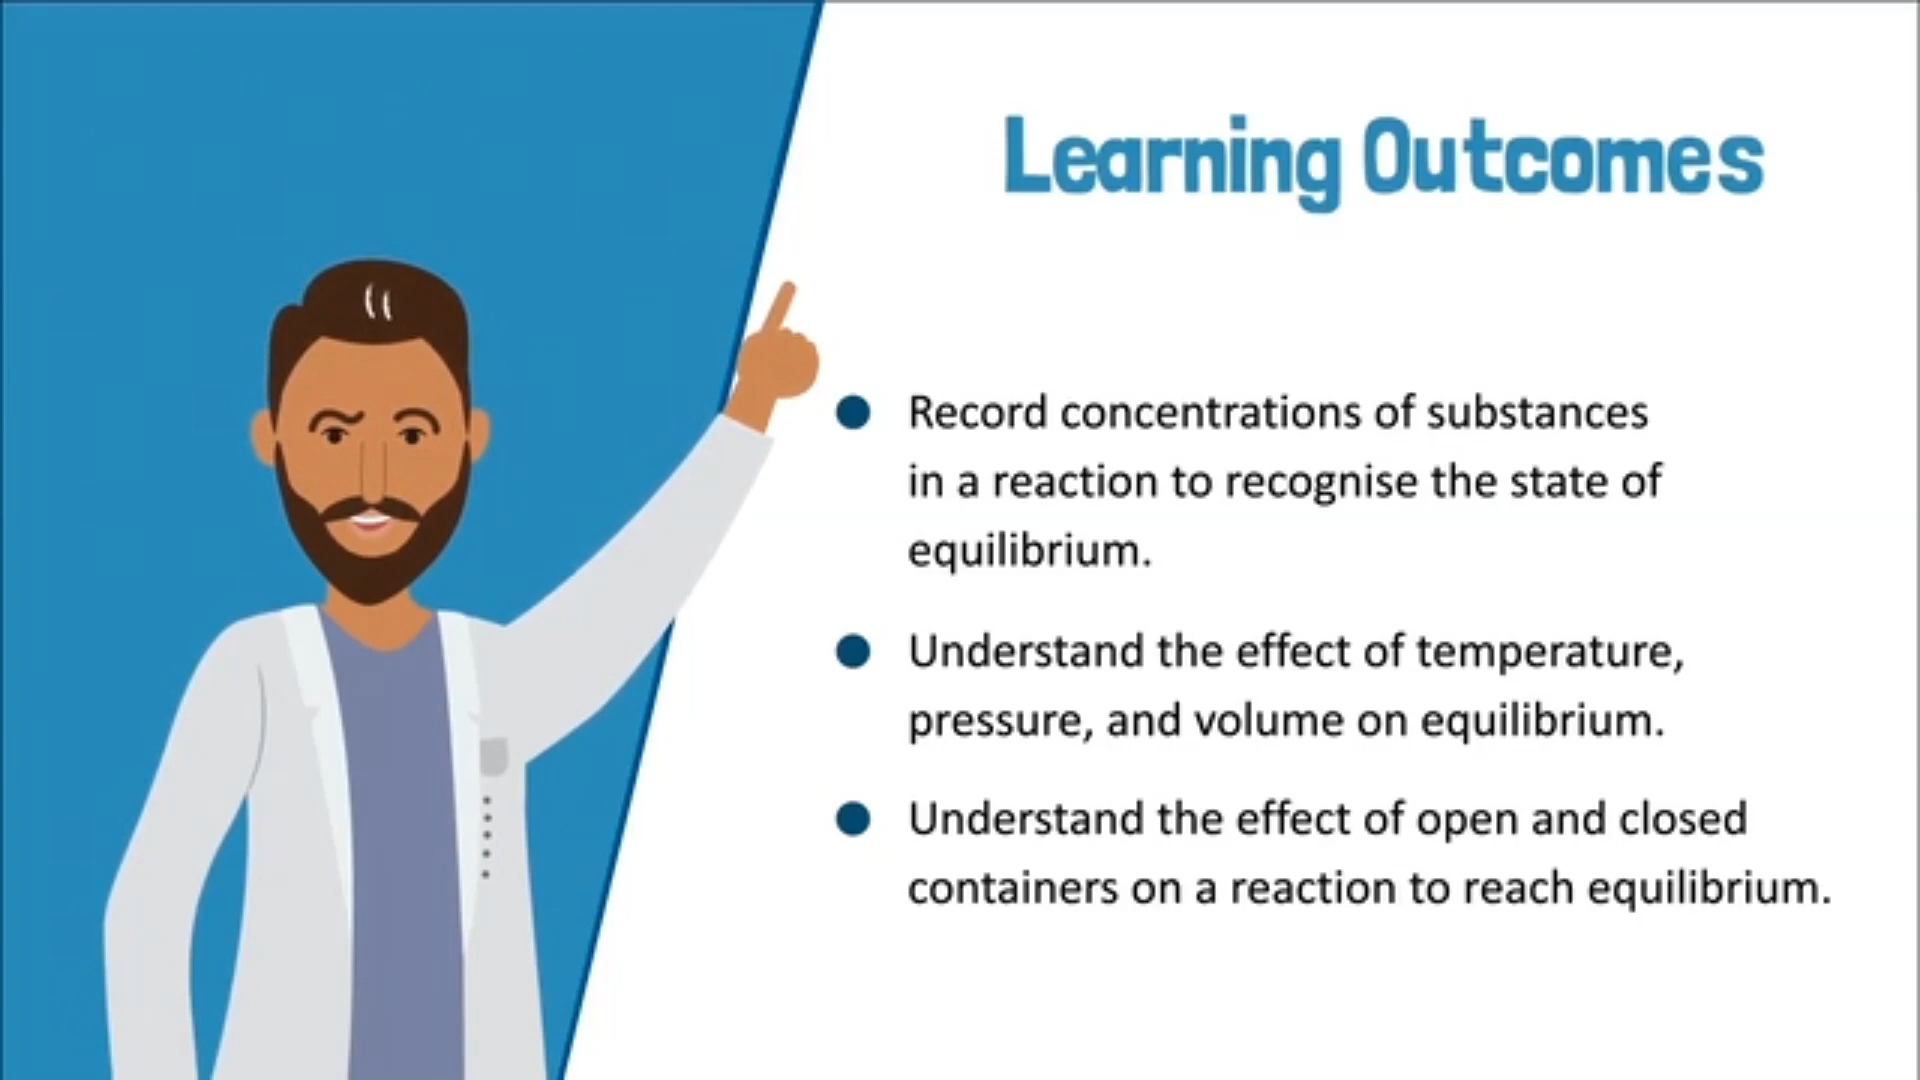 Learning Outcomes
Record concentrations of substances
in a reaction to recognise the state of
equilibrium.
Understand the effect of temperature,
pressure, and volume on equilibrium.
Understand the effect of open and closed
containers on a reaction to reach equilibrium.